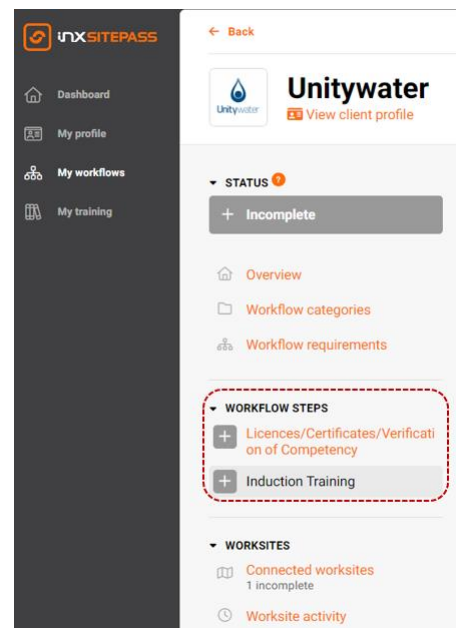 inxsitepass
Dashboard
My profile
My workflows
My training
← Back
Unitywater
Unitywater
View client profile
STATUS ?
+ Incomplete
Overview
Workflow categories
Workflow requirements
WORKFLOW STEPS
+ Licences/Certificates/Verificati
on of Competency
+ Induction Training
WORKSITES
Connected worksites
1 incomplete
Worksite activity